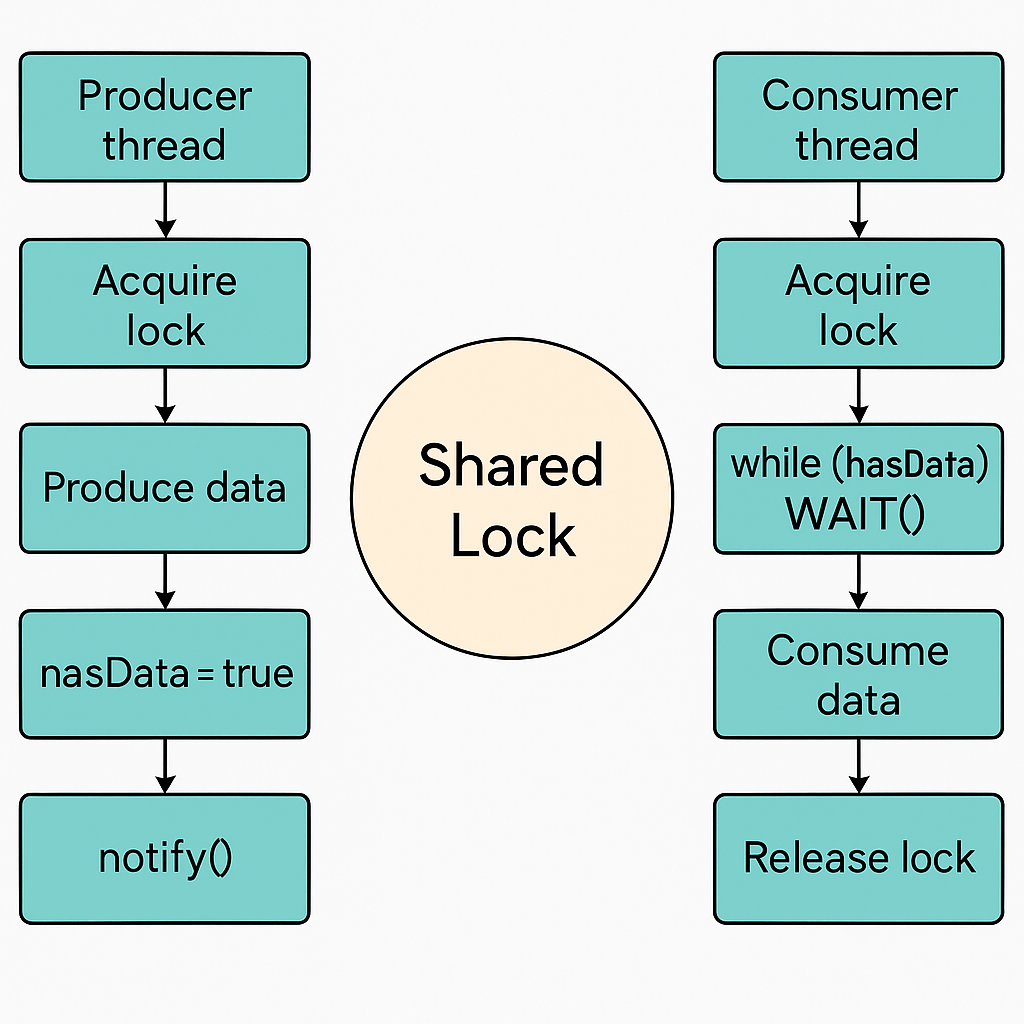 Producer
thread
Acquire
lock
Produce data
nasData = true
notify()
Shared
Lock
Consumer
thread
Acquire
lock
while (hasData)
WAIT()
Consume
data
Release lock